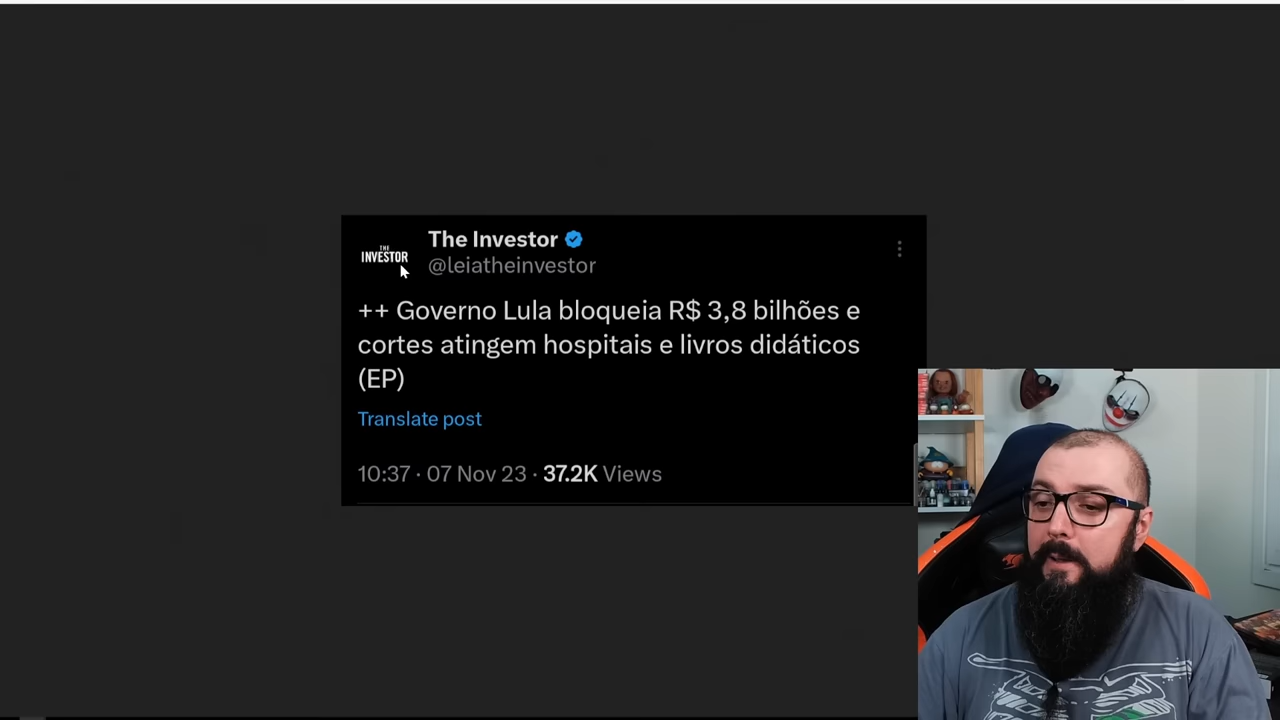 THE
INVESTOR
The Investor
@leiatheinvestor
++ Governo Lula bloqueia R$ 3,8 bilhões e
cortes atingem hospitais e livros didáticos
(EP)
Translate post
10:37 · 07 Nov 23 · 37.2K Views